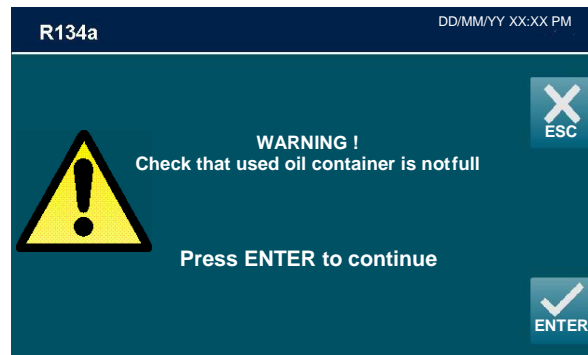 R134a
DD/MM/YY XX:XX PM
ESC
WARNING !
Check that used oil container is notfull
Press ENTER to continue
ENTER